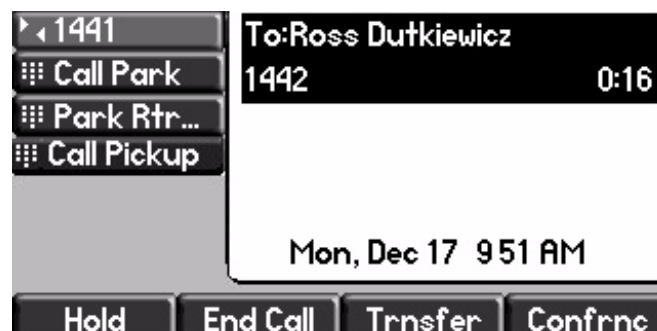 1441
Call Park
Park Rtr...
Call Pickup
To:Ross Dutkiewicz
1442 0:16
Mon, Dec 17 9 51 AM
Hold End Call Trnsfer Confrnc